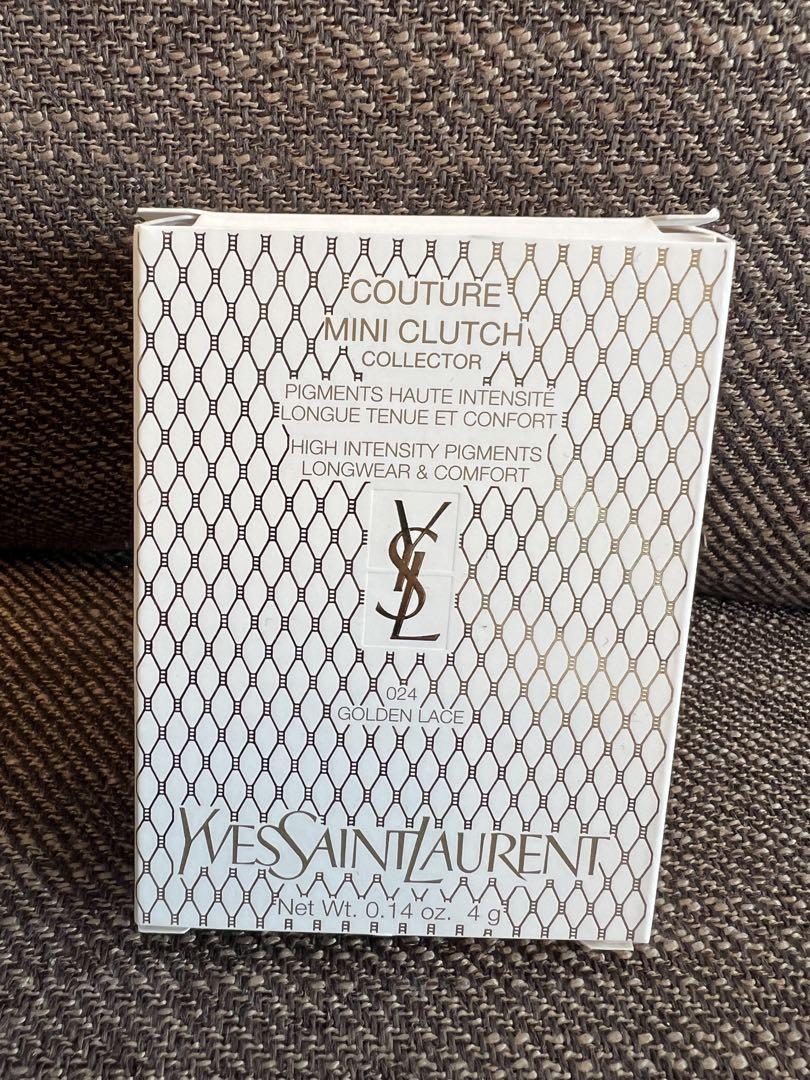 COUTURE
MINI CLUTCH
COLLECTOR
PIGMENTS HAUTE INTENSITÉ
LONGUE TENUE ET CONFORT
HIGH INTENSITY PIGMENTS
LONGWEAR & COMFORT
YSL
024
GOLDEN LACE
YVESSAINTLAURENT
Net Wt. 0.14 oz. 4 g